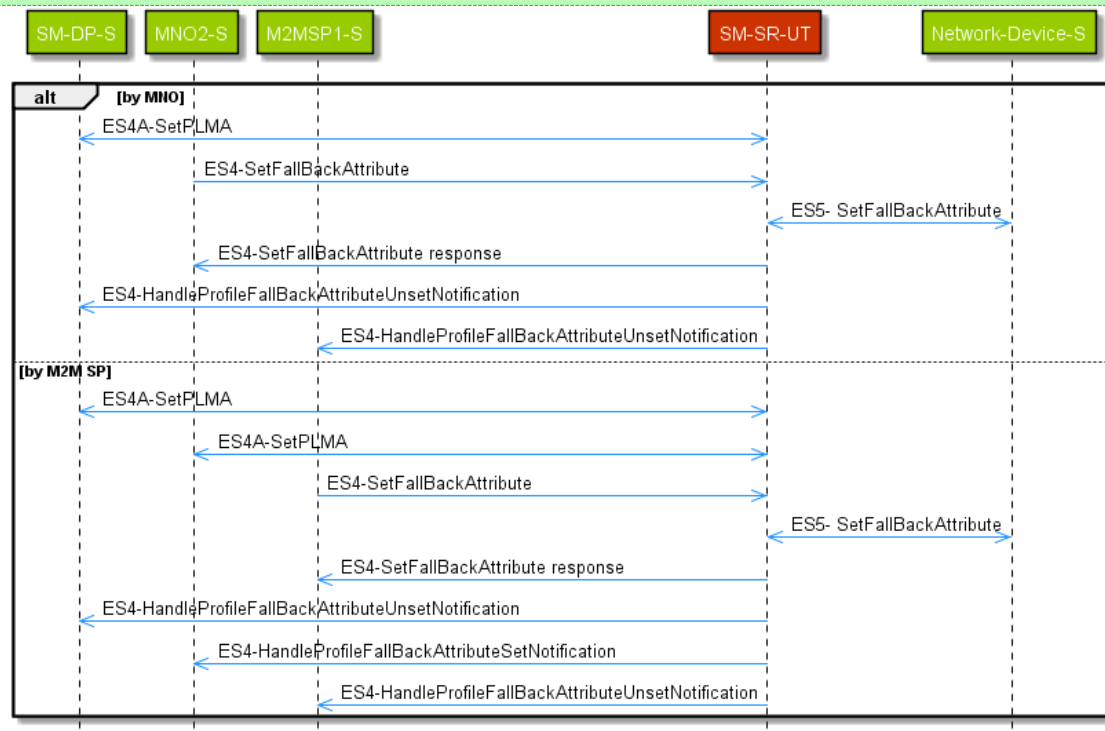 SM-DP-S MNO2-S M2MSP1-S SM-SR-UT Network-Device-S
alt [by MNO]
ES4A-SetPLMA
ES4-SetFallBackAttribute
ES5- SetFallBackAttribute
ES4-SetFallBackAttribute response
ES4-HandleProfileFallBackAttributeUnsetNotification
ES4-HandleProfileFallBackAttributeUnsetNotification
[by M2M SP]
ES4A-SetPLMA
ES4A-SetPLMA
ES4-SetFallBackAttribute
ES5- SetFallBackAttribute
ES4-SetFallBackAttribute response
ES4-HandleProfileFallBackAttributeUnsetNotification
ES4-HandleProfileFallBackAttributeSetNotification
ES4-HandleProfileFallBackAttributeUnsetNotification